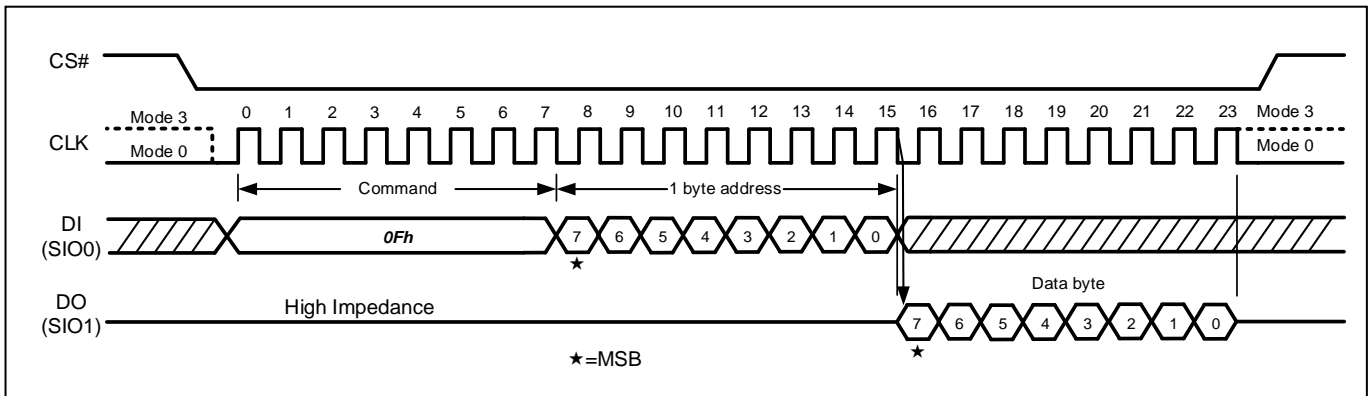 CS#
Mode 3
0 1 2 3 4 5 6 7 8 9 10 11 12 13 14 15 16 17 18 19 20 21 22 23
Mode 3
CLK
Mode 0
Mode 0
Command
1 byte address
DI
(SIO0)
0Fh
7 6 5 4 3 2 1 0
★
Data byte
DO
(SIO1)
High Impedance
7 6 5 4 3 2 1 0
★
★=MSB